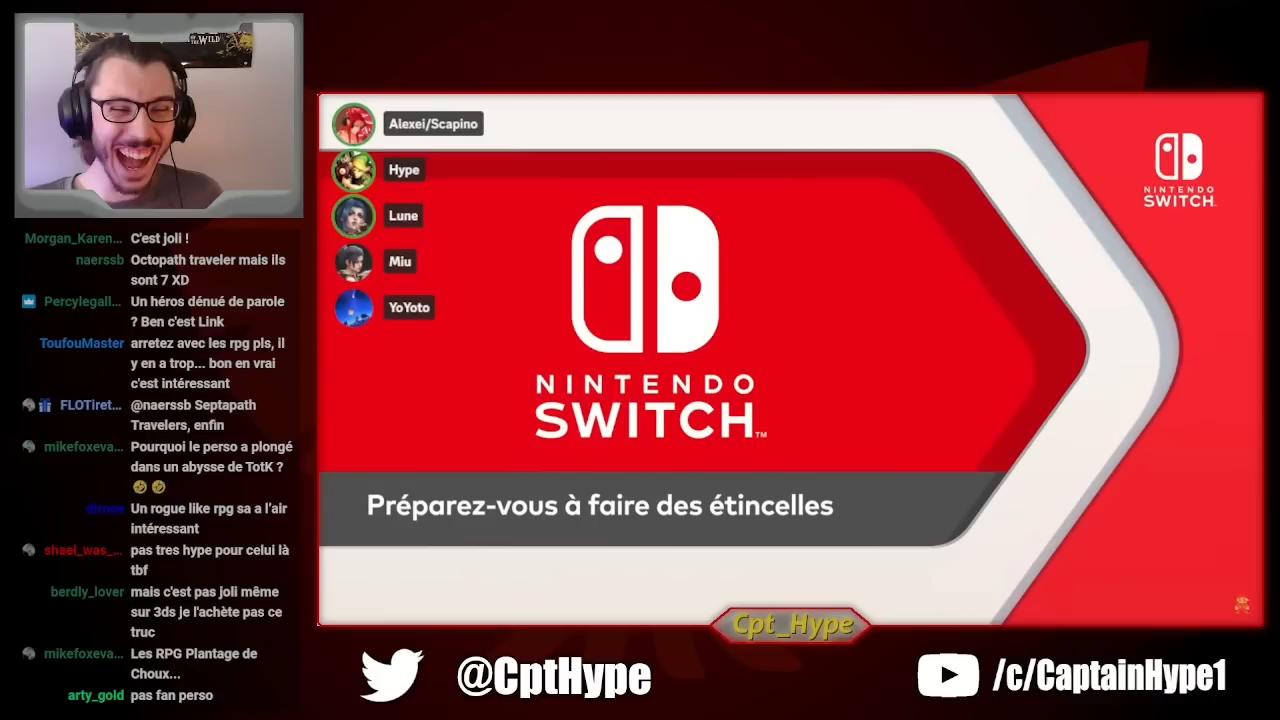 OF THE WILD
Alexei/Scapino
Hype
Lune
Miu
YoYoto
NINTENDO
SWITCH™
NINTENDO
SWITCH™
Préparez-vous à faire des étincelles
Morgan_Karen... C'est joli !
naerssb Octopath traveler mais ils
sont 7 XD
Percylegall... Un héros dénué de parole
? Ben c'est Link
ToufouMaster arretez avec les rpg pls, il
y en a trop... bon en vrai
c'est intéressant
FLOTiret... @naerssb Septapath
Travelers, enfin
mikefoxeva... Pourquoi le perso a plongé
dans un abysse de TotK ?
🤣 🤣
Un rogue like rpg sa a l'air
intéressant
shael_was_... pas tres hype pour celui là
tbf
berdly_lover mais c'est pas joli même
sur 3ds je l'achète pas ce
truc
mikefoxeva... Les RPG Plantage de
Choux...
arty_gold pas fan perso
Cpt_Hype
@CptHype
/c/CaptainHype1